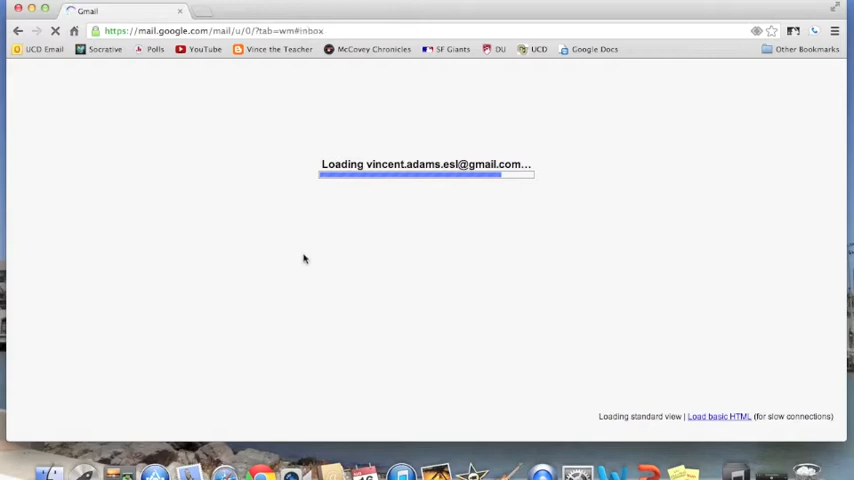 Gmail
https://mail.google.com/mail/u/0/?tab=wm#inbox
UCD Email Socrative Polls YouTube Vince the Teacher McCovey Chronicles SF Giants DU UCD Google Docs Other Bookmarks
Loading vincent.adams.esl@gmail.com…
Loading standard view | Load basic HTML (for slow connections)